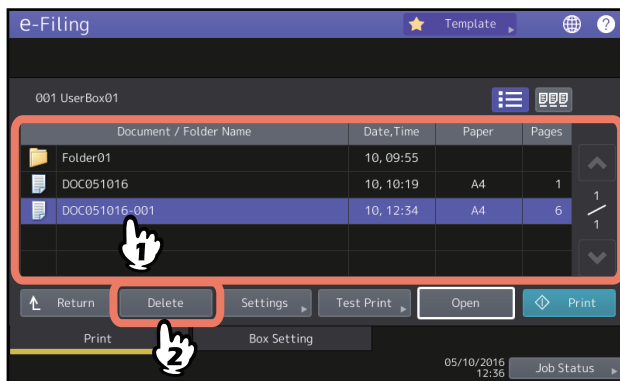 e-Filing
Template
?
001 UserBox01
Document / Folder Name Date,Time Paper Pages
Folder01 10, 09:55
DOC051016 10, 10:19 A4 1
DOC051016-001 10, 12:34 A4 6
1
1
1
Return Delete Settings Test Print Open Print
2
Print Box Setting
05/10/2016
12:36
Job Status